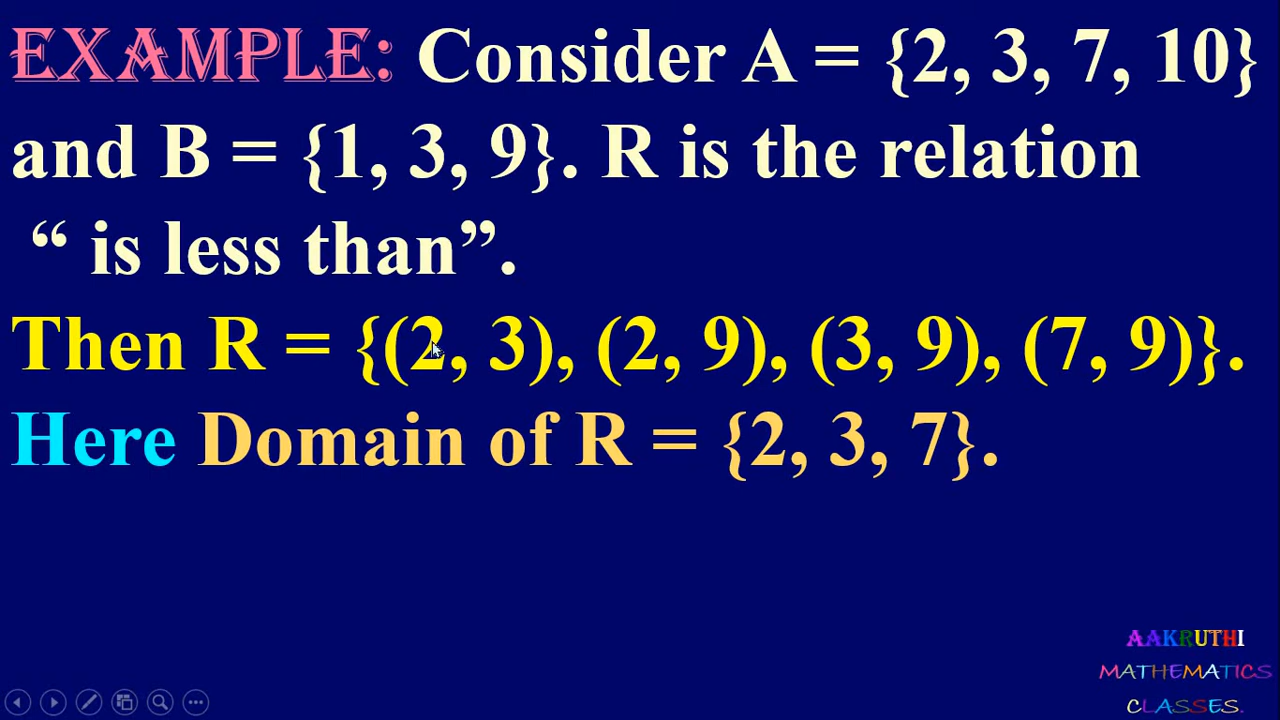 EXAMPLE: Consider A = {2, 3, 7, 10}
and B = {1, 3, 9}. R is the relation
“ is less than”.
Then R = {(2, 3), (2, 9), (3, 9), (7, 9)}.
Here Domain of R = {2, 3, 7}.
AAKRUTHI
MATHEMATICS
CLASSES.